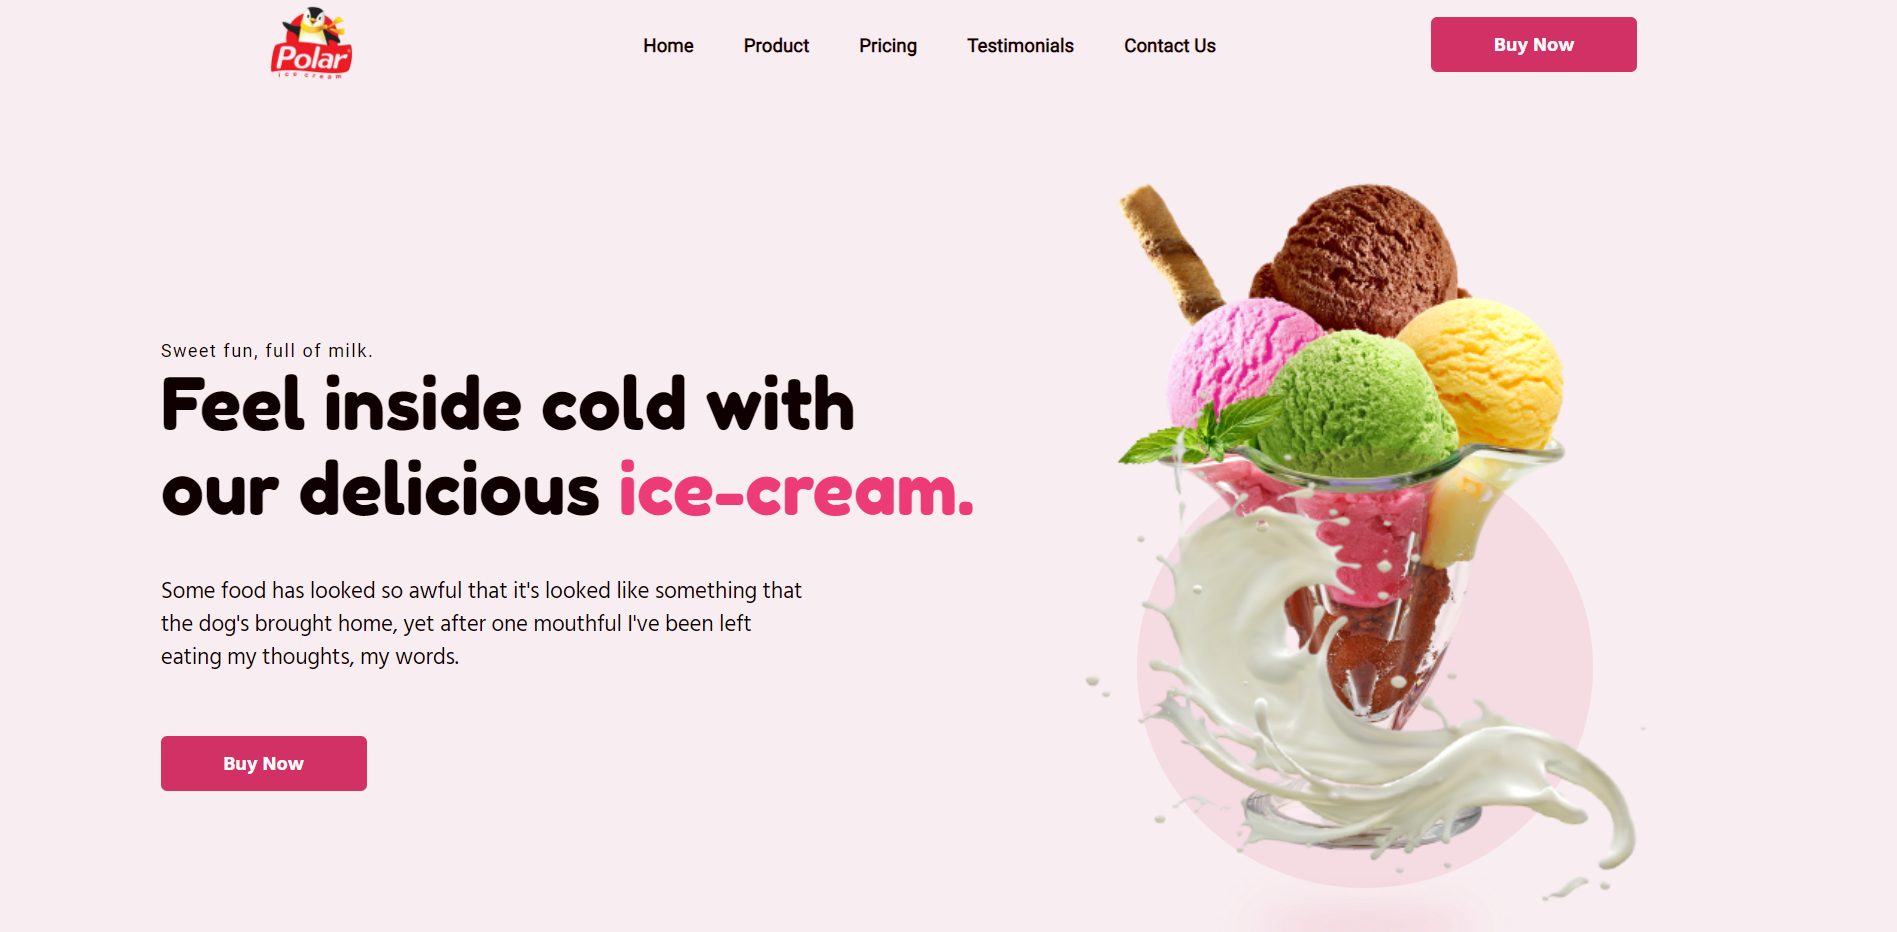 Polar
ice cream
Home Product Pricing Testimonials Contact Us
Buy Now
Sweet fun, full of milk.
Feel inside cold with
our delicious ice-cream.
Some food has looked so awful that it's looked like something that
the dog's brought home, yet after one mouthful I've been left
eating my thoughts, my words.
Buy Now